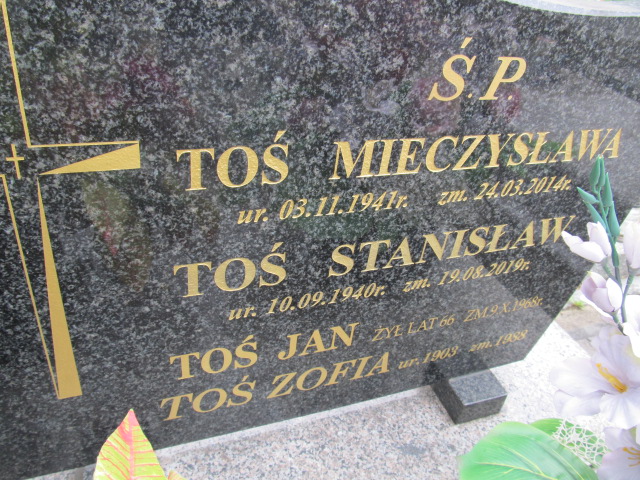 Ś.P.
TOŚ MIECZYSŁAWA
ur. 03.11.1941r. zm. 24.03.2014r.
TOŚ STANISŁAW
ur. 10.09.1940r. zm. 19.08.2019r.
TOŚ JAN ŻYŁ LAT 66 ZM. 9 X 1968r.
TOŚ ZOFIA ur. 1903 zm. 1988